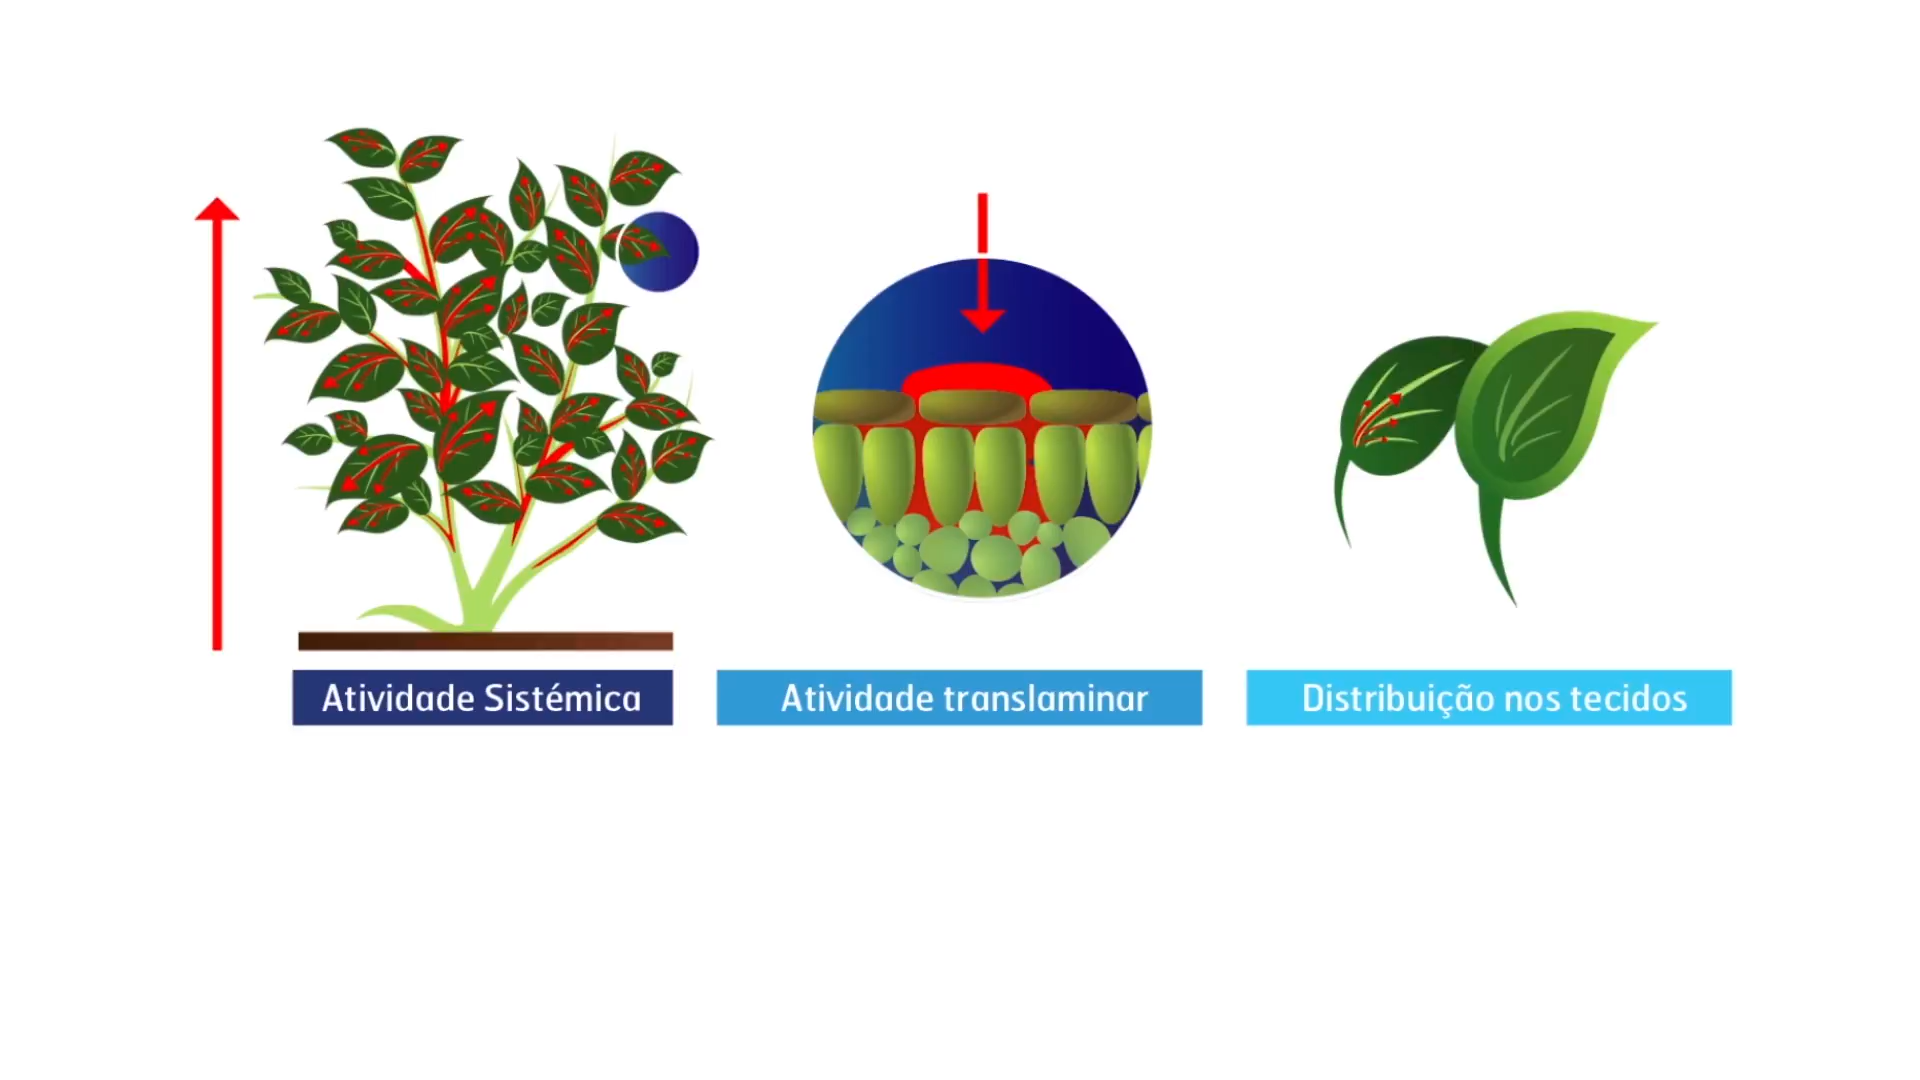 Atividade Sistémica
Atividade translaminar
Distribuição nos tecidos